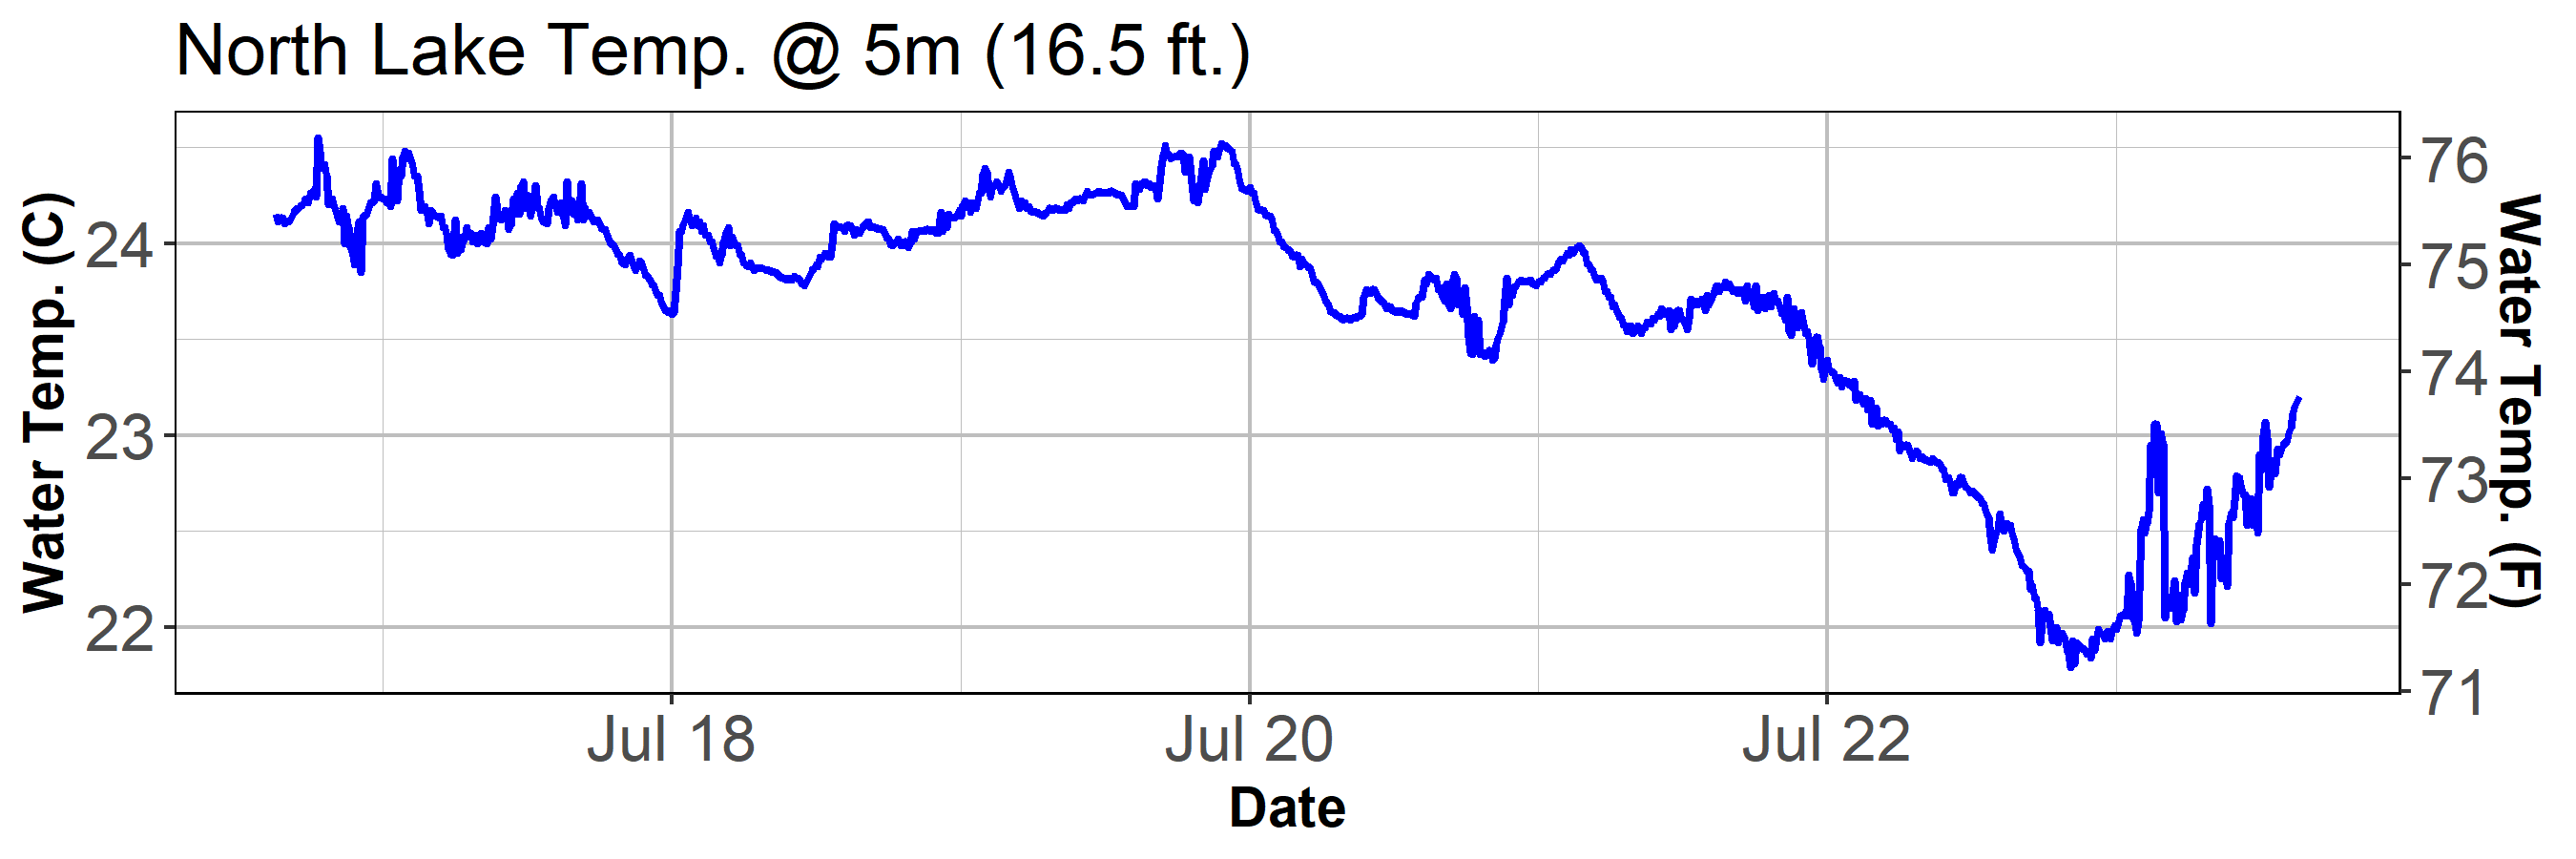 North Lake Temp. @ 5m (16.5 ft.)
Water Temp. (C)
24
23
22
76
75
74
73
72
71
Water Temp. (F)
Jul 18
Jul 20
Jul 22
Date